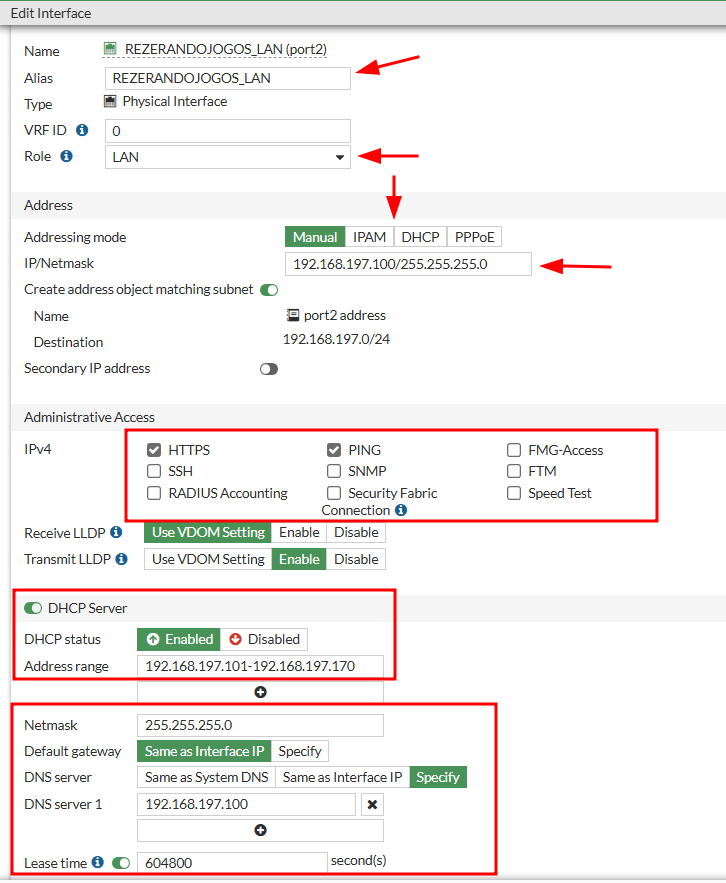 Edit Interface
Name REZERANDOJOGOS_LAN (port2)
Alias REZERANDOJOGOS_LAN
Type Physical Interface
VRF ID 0
Role LAN
Address
Addressing mode Manual IPAM DHCP PPPoE
IP/Netmask 192.168.197.100/255.255.255.0
Create address object matching subnet
Name port2 address
Destination 192.168.197.0/24
Secondary IP address
Administrative Access
IPv4 HTTPS PING FMG-Access
SSH SNMP FTM
RADIUS Accounting Security Fabric Speed Test
Connection
Receive LLDP Use VDOM Setting Enable Disable
Transmit LLDP Use VDOM Setting Enable Disable
DHCP Server
DHCP status Enabled Disabled
Address range 192.168.197.101-192.168.197.170
Netmask 255.255.255.0
Default gateway Same as Interface IP Specify
DNS server Same as System DNS Same as Interface IP Specify
DNS server 1 192.168.197.100
Lease time 604800 second(s)